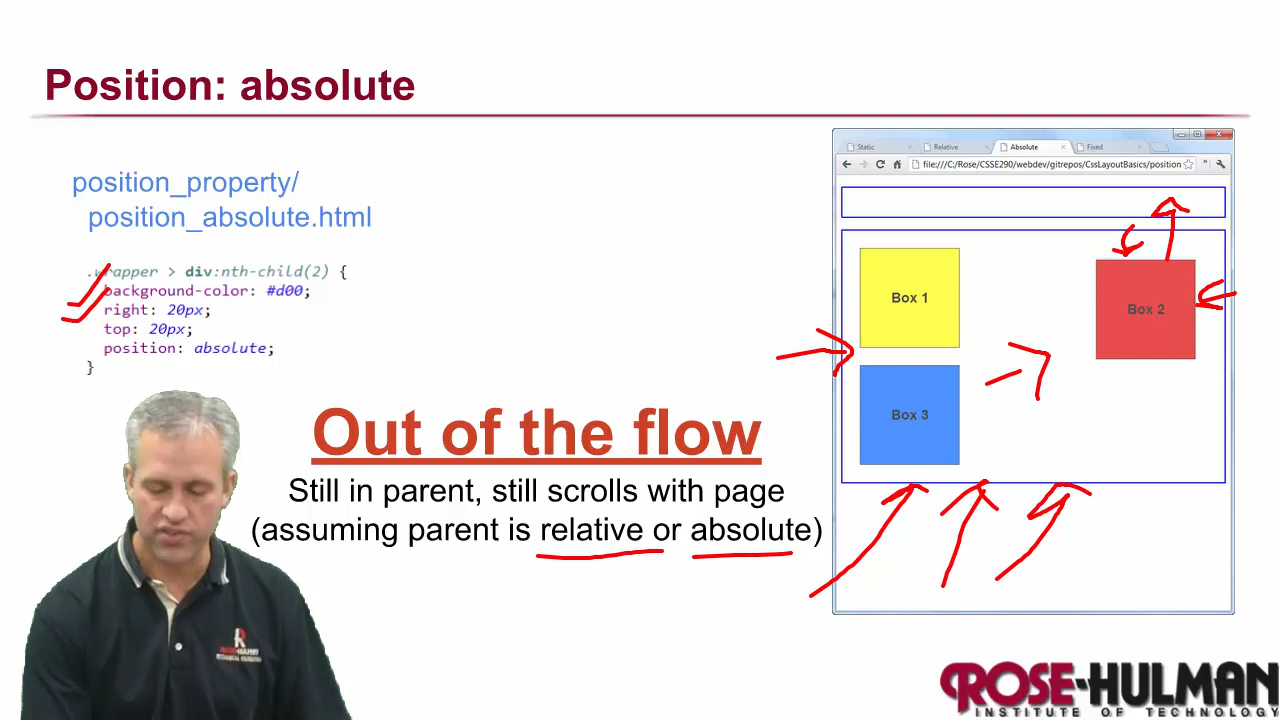 Position: absolute
position_property/
position_absolute.html
.wrapper > div:nth-child(2) {
background-color: #d00;
right: 20px;
top: 20px;
position: absolute;
}
Out of the flow
Still in parent, still scrolls with page
(assuming parent is relative or absolute)
Static
Relative
Absolute
Fixed
file:///C:/Rose/CSSE290/webdev/gitrepos/CssLayoutBasics/position
Box 1
Box 2
Box 3
R
ROSE-HULMAN
ROSE-HULMAN
INSTITUTE OF TECHNOLOGY